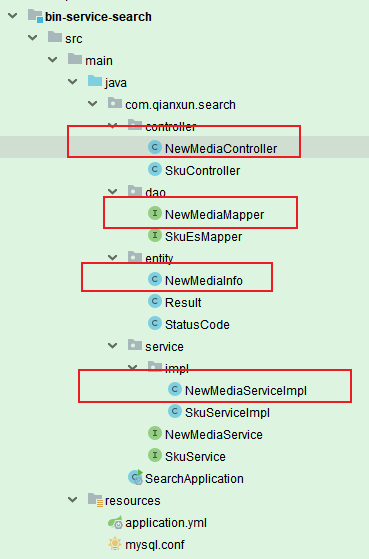 bin-service-search
src
main
java
com.qianxun.search
controller
NewMediaController
SkuController
dao
NewMediaMapper
SkuEsMapper
entity
NewMediaInfo
Result
StatusCode
service
impl
NewMediaServiceImpl
SkuServiceImpl
NewMediaService
SkuService
SearchApplication
resources
application.yml
mysql.conf